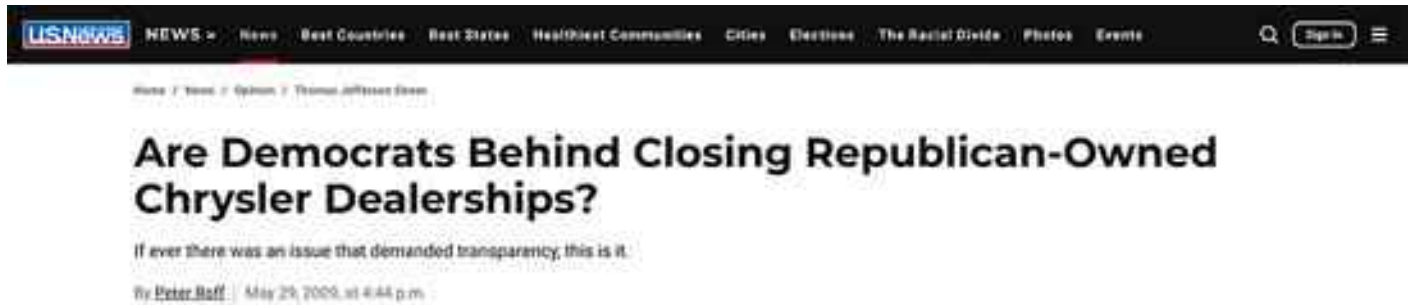 U.S.News NEWS » News Best Countries Best States Healthiest Communities Cities Elections The Racial Divide Photos Events Sign In
Home / News / Opinion / Thomas Jefferson Street
Are Democrats Behind Closing Republican-Owned
Chrysler Dealerships?
If ever there was an issue that demanded transparency, this is it.
By Peter Roff | May 29, 2009, at 4:44 p.m.